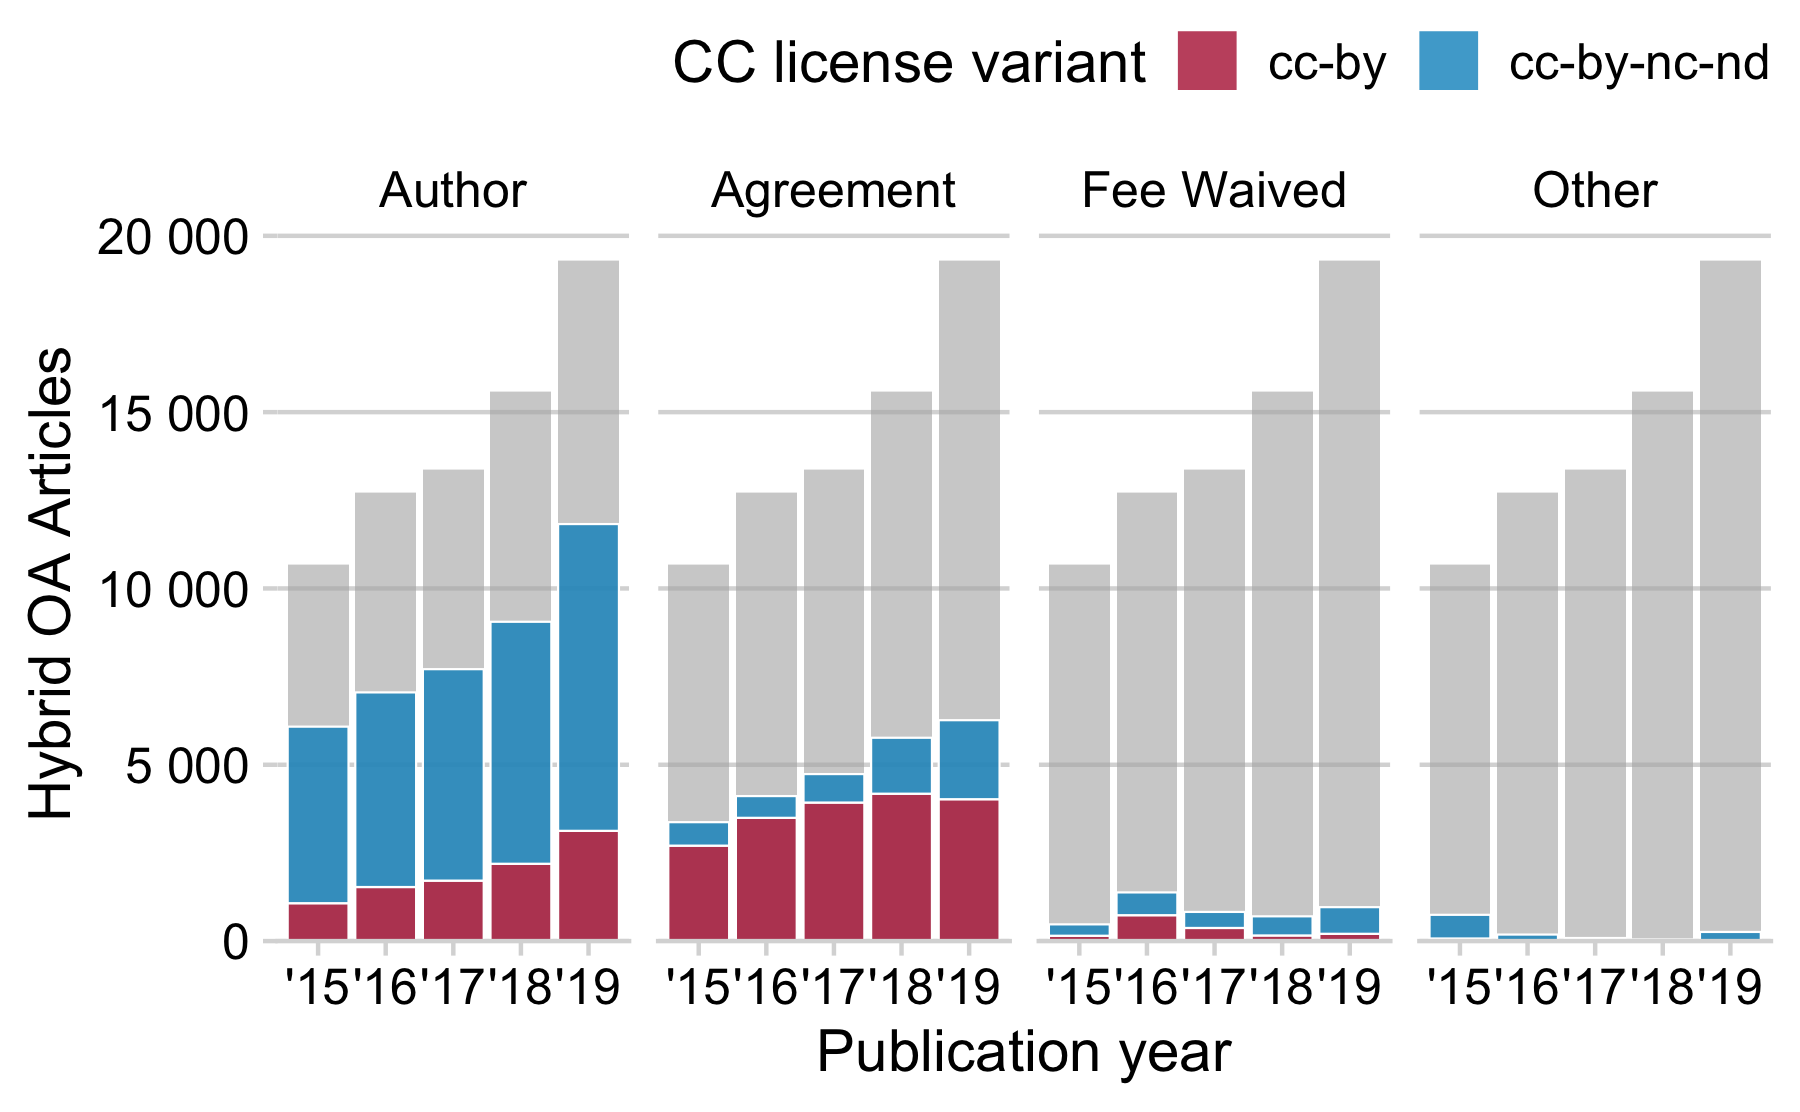 CC license variant cc-by cc-by-nc-nd
Author Agreement Fee Waived Other
20 000
15 000
10 000
5 000
0
Hybrid OA Articles
'15 '16 '17 '18 '19 '15 '16 '17 '18 '19 '15 '16 '17 '18 '19 '15 '16 '17 '18 '19
Publication year